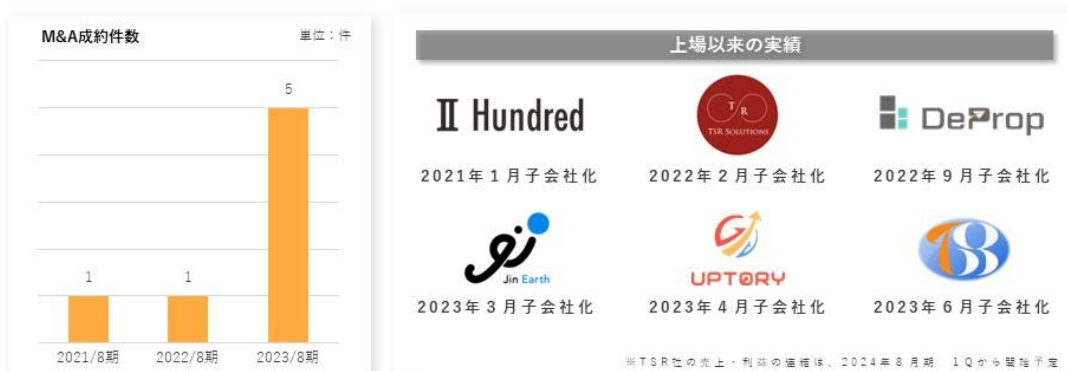 M&A成約件数
単位：件
5
1
1
2021/8期
2022/8期
2023/8期
上場以来の実績
II Hundred
TR
TSR SOLUTIONS
DeProp
2021年1月子会社化
2022年2月子会社化
2022年9月子会社化
Jin Earth
UPTORY
2023年3月子会社化
2023年4月子会社化
2023年6月子会社化
※TSR社の売上・利益の連結は、2024年8月期 1Qから開始予定